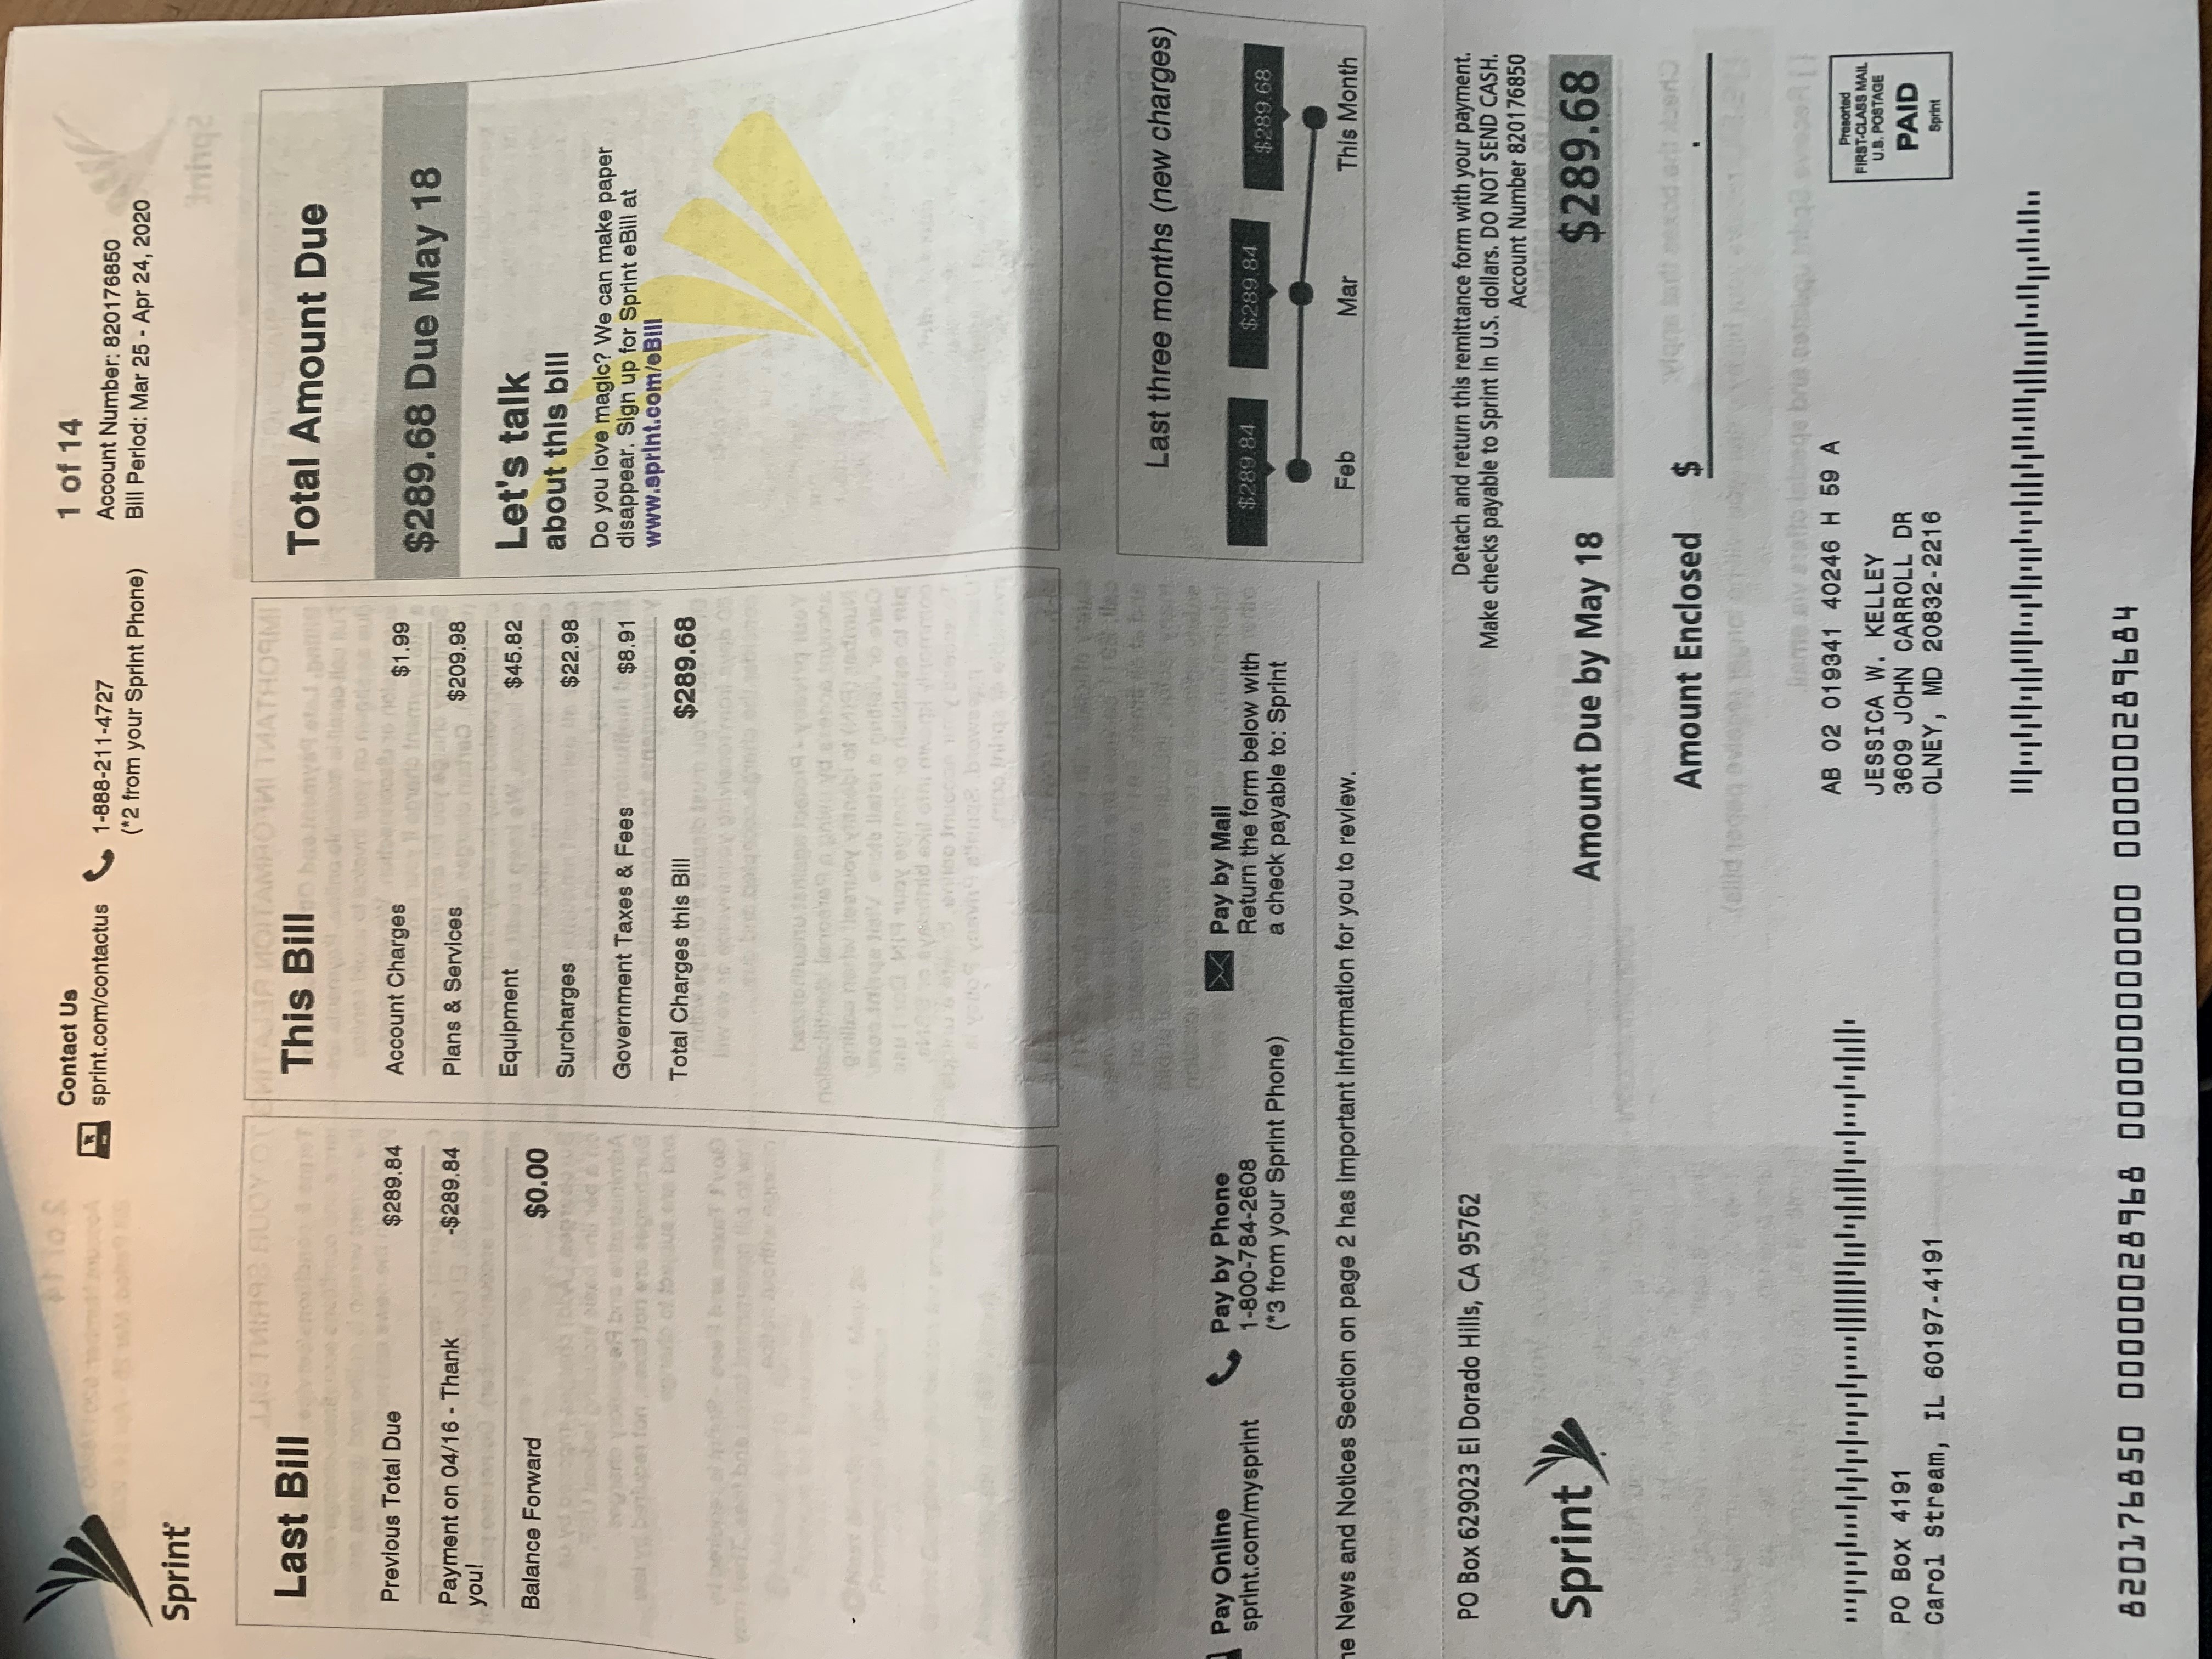 Sprint
Contact Us
sprint.com/contactus
1-888-211-4727
(*2 from your Sprint Phone)
1 of 14
Account Number: 820176850
Bill Period: Mar 25 - Apr 24, 2020
Last Bill
Previous Total Due $289.84
Payment on 04/16 - Thank you! -$289.84
Balance Forward $0.00
This Bill
Account Charges $1.99
Plans & Services $209.98
Equipment $45.82
Surcharges $22.98
Government Taxes & Fees $8.91
Total Charges this Bill $289.68
Total Amount Due
$289.68 Due May 18
Let's talk
about this bill
Do you love magic? We can make paper
disappear. Sign up for Sprint eBill at
www.sprint.com/eBill
Pay Online
sprint.com/mysprint
Pay by Phone
1-800-784-2608
(*3 from your Sprint Phone)
Pay by Mail
Return the form below with
a check payable to: Sprint
Last three months (new charges)
$289.84 $289.84 $289.68
Feb Mar This Month
News and Notices Section on page 2 has important information for you to review.
PO Box 629023 El Dorado Hills, CA 95762
Detach and return this remittance form with your payment.
Make checks payable to Sprint in U.S. dollars. DO NOT SEND CASH.
Account Number 820176850
Sprint
Amount Due by May 18 $289.68
Amount Enclosed $ .
PO Box 4191
Carol Stream, IL 60197-4191
AB 02 019341 40246 H 59 A
JESSICA W. KELLEY
3609 JOHN CARROLL DR
OLNEY, MD 20832-2216
Presorted
FIRST-CLASS MAIL
U.S. POSTAGE
PAID
Sprint